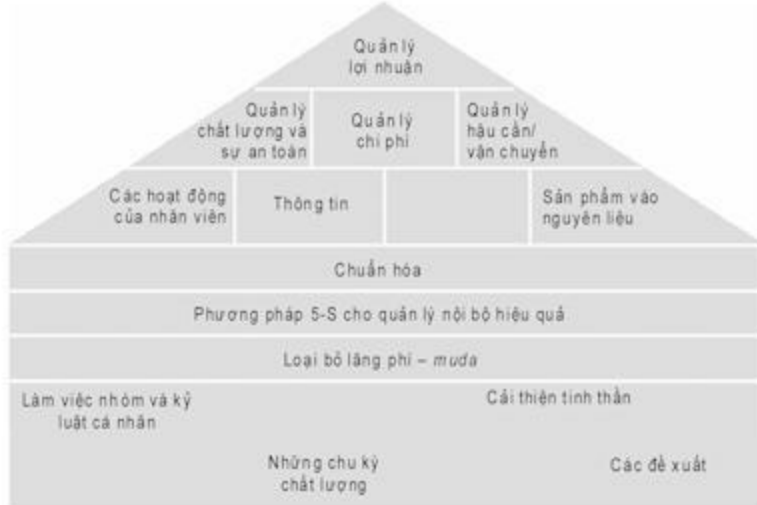 Quản lý
lợi nhuận
Quản lý
chất lượng và
sự an toàn
Quản lý
chi phí
Quản lý
hậu cần/
vận chuyển
Các hoạt động
của nhân viên
Thông tin
Sản phẩm vào
nguyên liệu
Chuẩn hóa
Phương pháp 5-S cho quản lý nội bộ hiệu quả
Loại bỏ lãng phí – muda
Làm việc nhóm và kỷ
luật cá nhân
Cải thiện tinh thần
Những chu kỳ
chất lượng
Các đề xuất